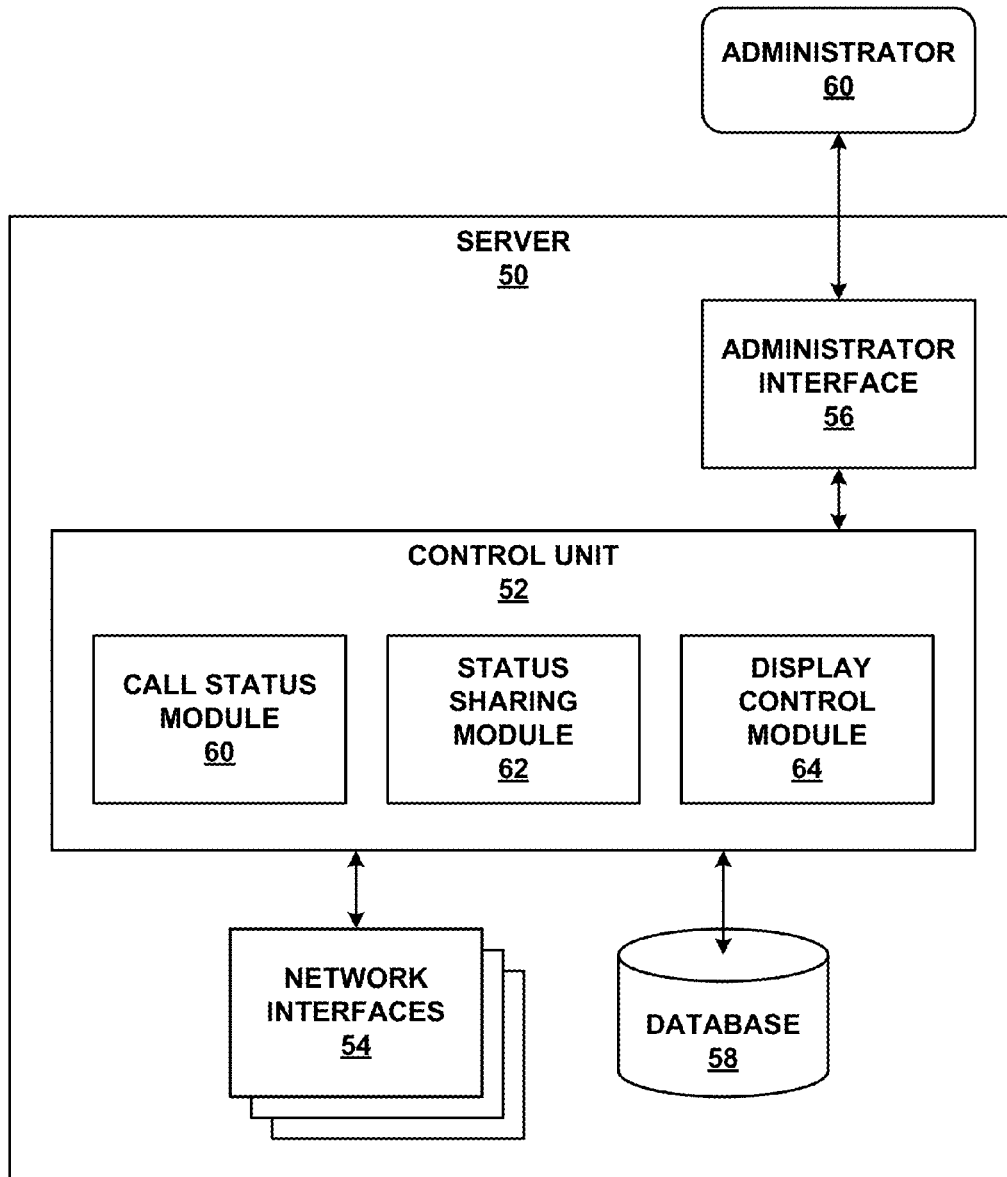 ADMINISTRATOR
60
SERVER
50
ADMINISTRATOR
INTERFACE
56
CONTROL UNIT
52
CALL STATUS
MODULE
60
STATUS
SHARING
MODULE
62
DISPLAY
CONTROL
MODULE
64
NETWORK
INTERFACES
54
DATABASE
58